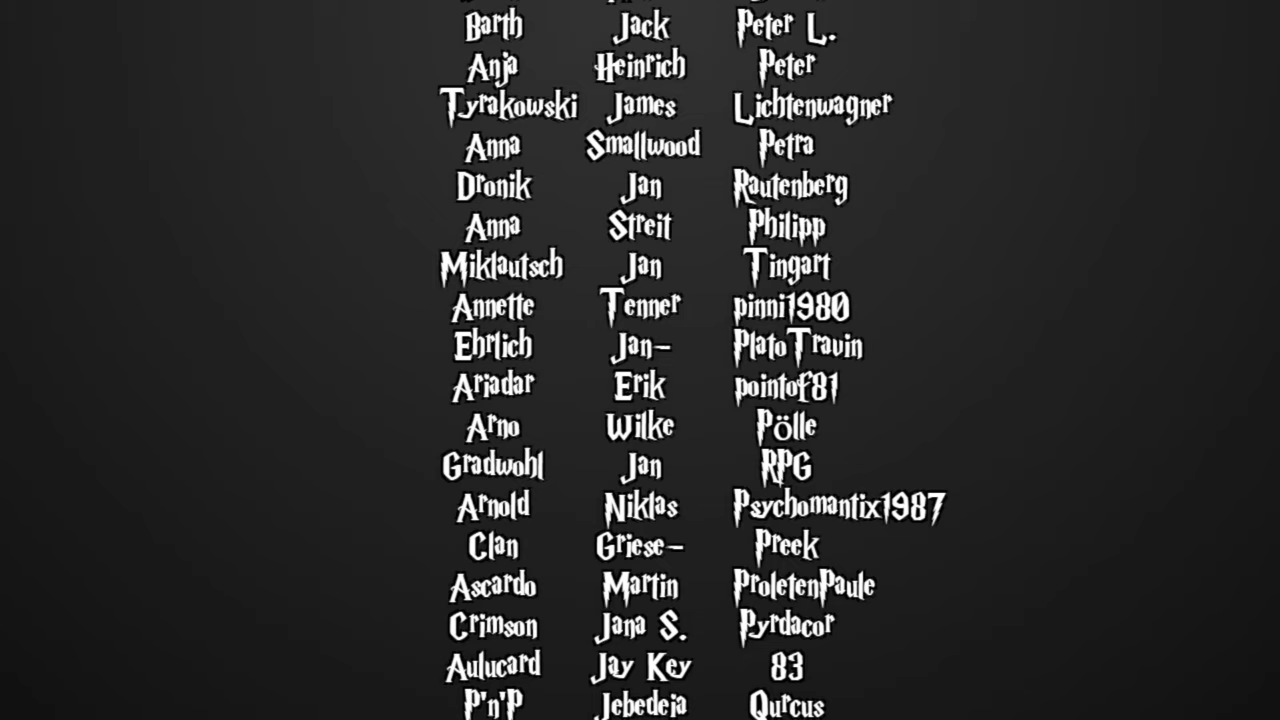 Barth Jack Peter L.
Anja Heinrich Peter
Tyrakowski James Lichtenwagner
Anna Smallwood Petra
Dronik Jan Rautenberg
Anna Streit Philipp
Miklautsch Jan Tingart
Annette Tenner pinni1980
Ehrlich Jan- PlatoTravin
Ariadar Erik pointof81
Arno Wilke Pölle
Gradwohl Jan RPG
Arnold Niklas Psychomantix1987
Clan Griese- Preek
Ascardo Martin ProletenPaule
Crimson Jana S. Pyrdacor
Aulucard Jay Key 83
P'n'P Jebedeia Qurcus